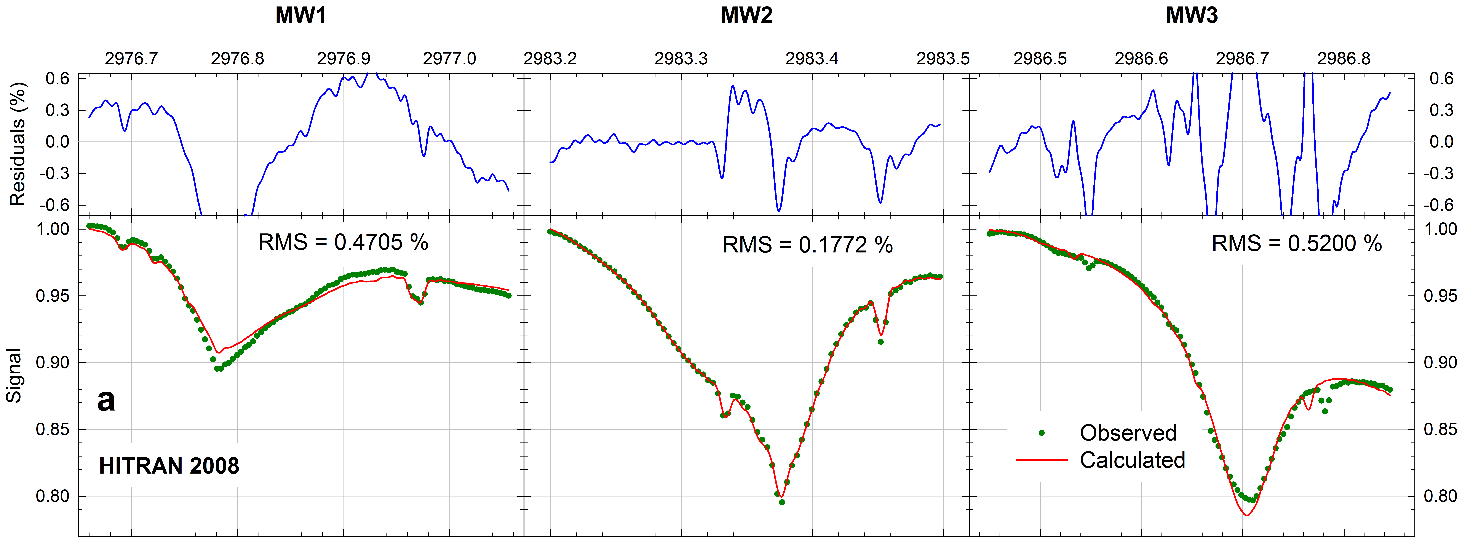 MW1 MW2 MW3
2976.7 2976.8 2976.9 2977.0 2983.2 2983.3 2983.4 2983.5 2986.5 2986.6 2986.7 2986.8
0.6 0.6
0.3 0.3
0.0 0.0
-0.3 -0.3
-0.6 -0.6
Residuals (%)
1.00 1.00
RMS = 0.4705 % RMS = 0.1772 % RMS = 0.5200 %
0.95 0.95
0.90 0.90
Signal
a
0.85 0.85
Observed
Calculated
HITRAN 2008
0.80 0.80